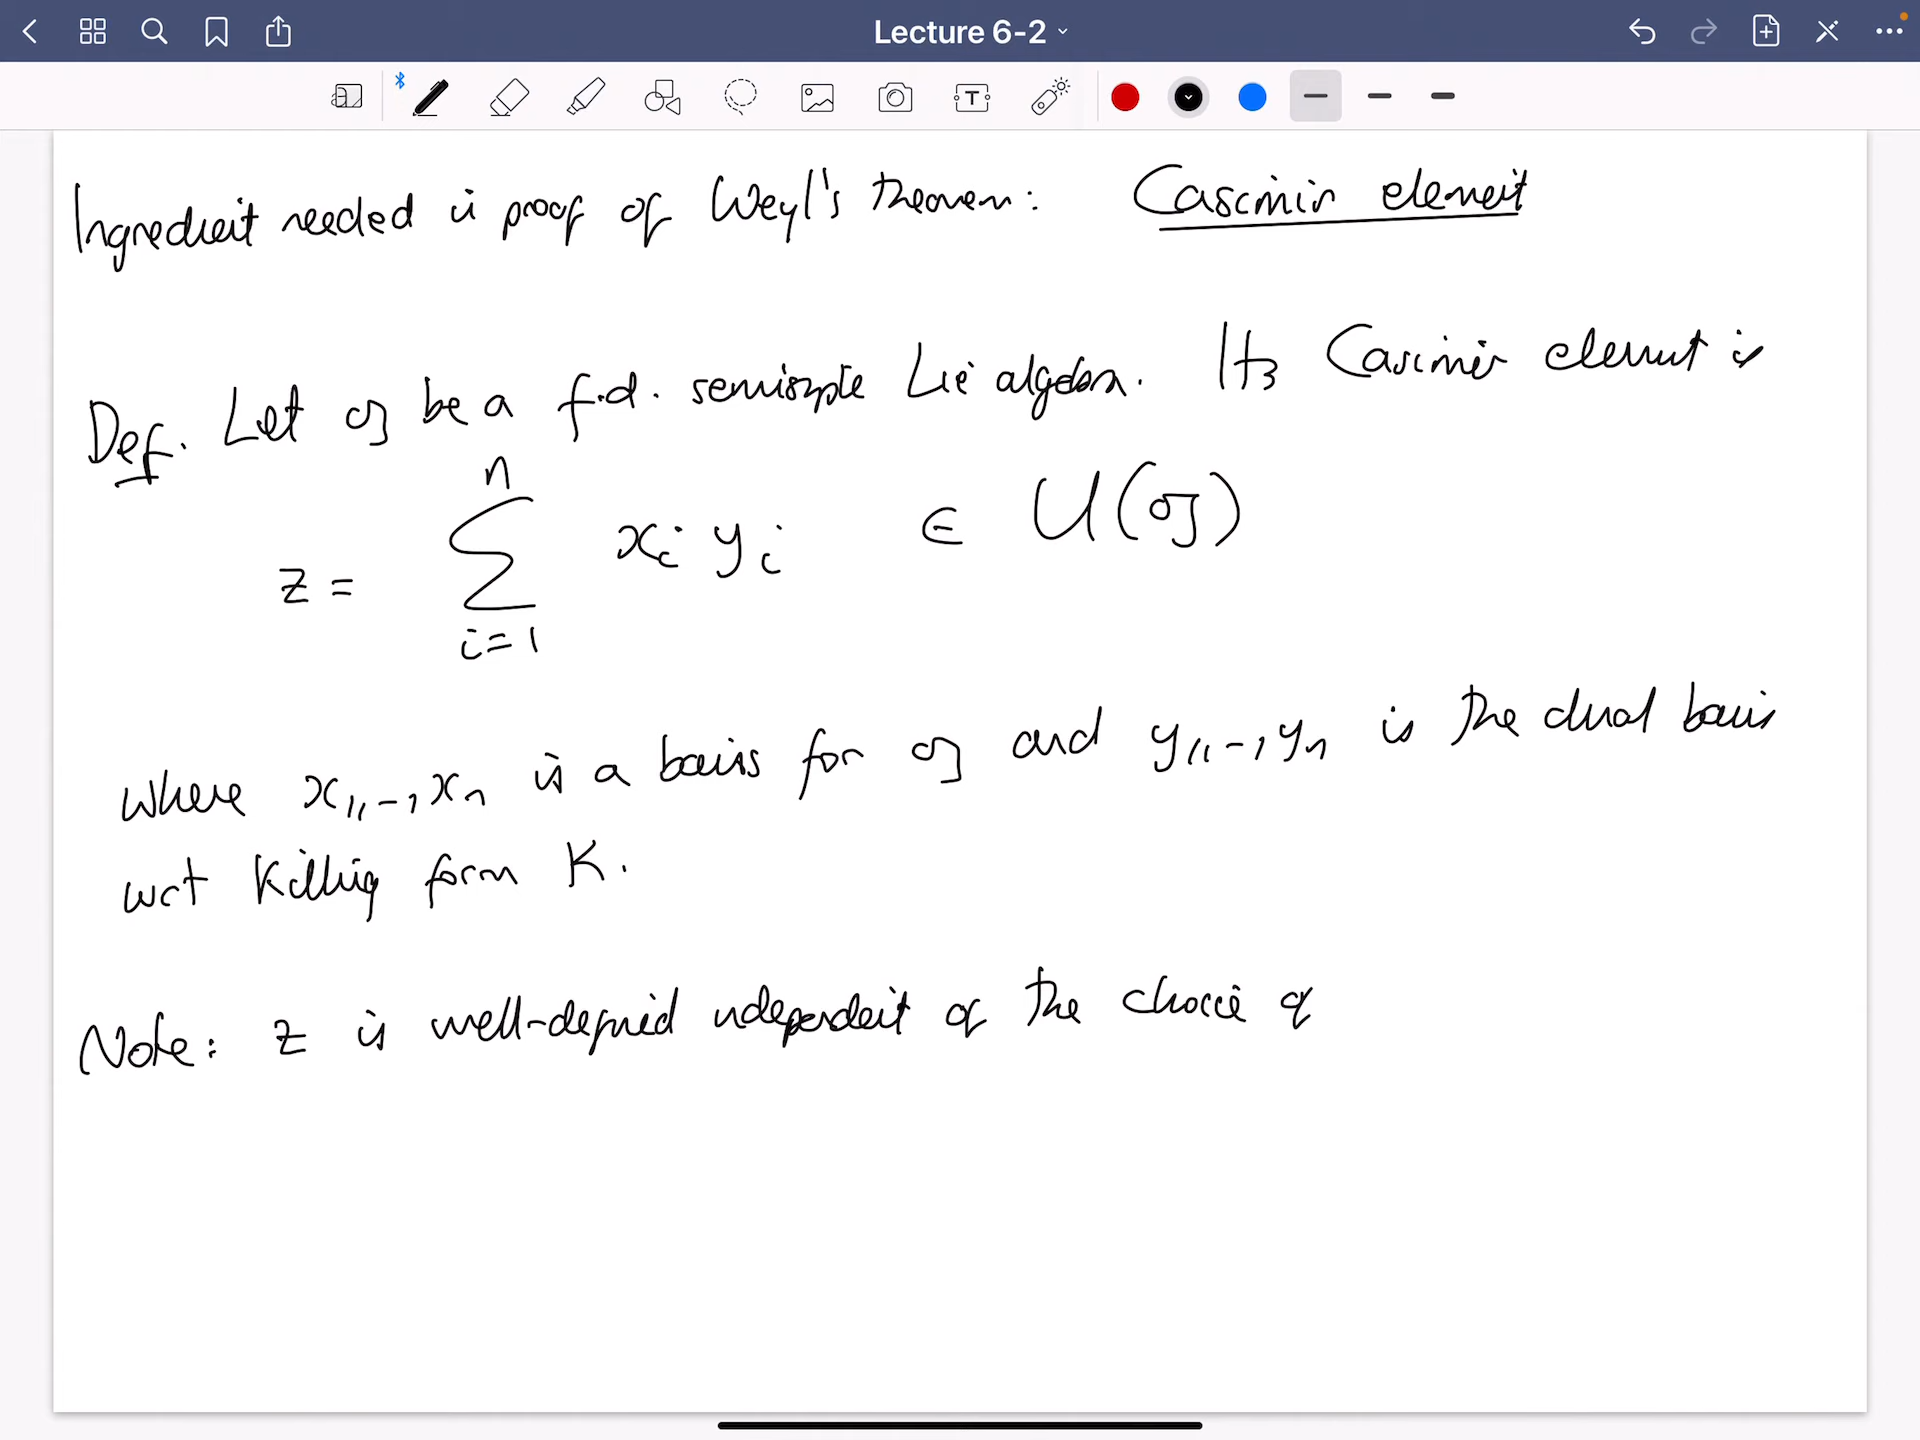 Lecture 6-2
Ingredient needed in proof of Weyl's theorem: Casimir element
Def. Let 𝔤 be a f.d. semisimple Lie algebra. Its Casimir element is
z = ∑_{i=1}^{n} x_i y_i ∈ U(𝔤)
where x_1, -, x_n is a basis for 𝔤 and y_1, -, y_n is the dual basis
wrt Killing form K.
Note: z is well-defined independent of the choice of